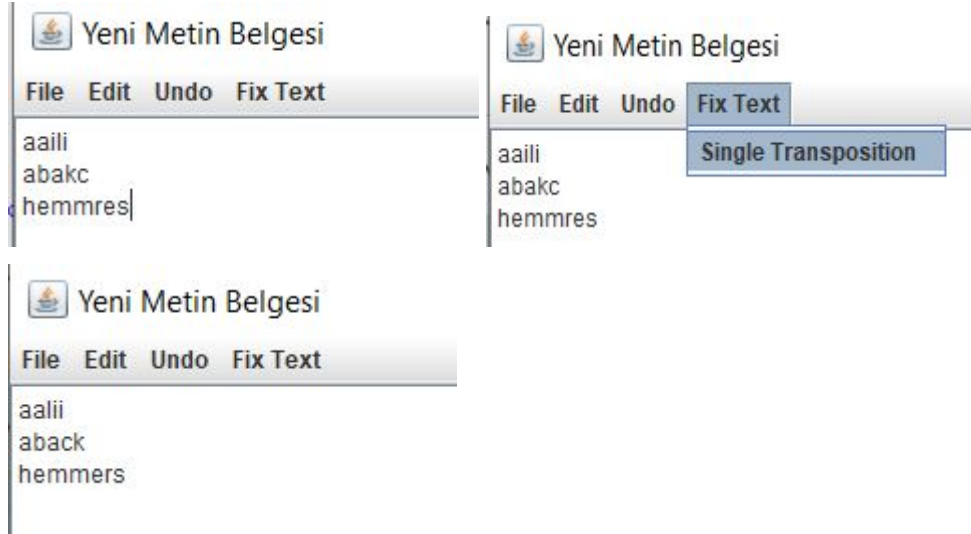 Yeni Metin Belgesi
File Edit Undo Fix Text
aaili
abakc
hemmres
Yeni Metin Belgesi
File Edit Undo Fix Text
Single Transposition
aaili
abakc
hemmres
Yeni Metin Belgesi
File Edit Undo Fix Text
aalii
aback
hemmers